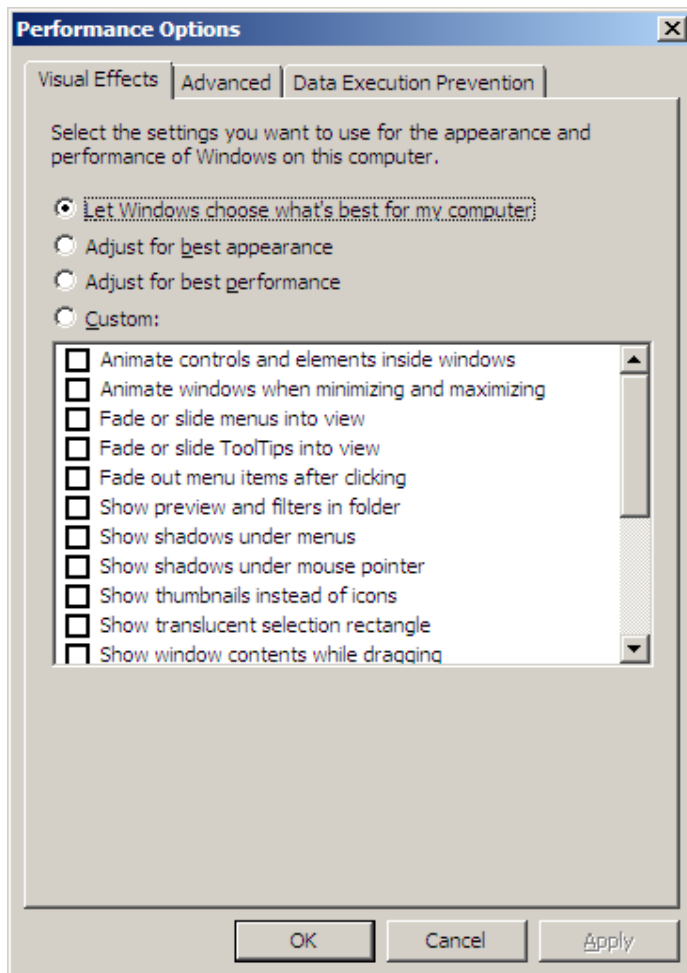 Performance Options
Visual Effects Advanced Data Execution Prevention
Select the settings you want to use for the appearance and
performance of Windows on this computer.
Let Windows choose what's best for my computer
Adjust for best appearance
Adjust for best performance
Custom:
Animate controls and elements inside windows
Animate windows when minimizing and maximizing
Fade or slide menus into view
Fade or slide ToolTips into view
Fade out menu items after clicking
Show preview and filters in folder
Show shadows under menus
Show shadows under mouse pointer
Show thumbnails instead of icons
Show translucent selection rectangle
Show window contents while dragging
OK Cancel Apply